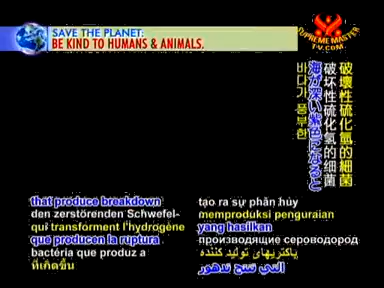 SAVE THE PLANET:
BE KIND TO HUMANS & ANIMALS.
SUPREME MASTER
TV.COM
破壞性硫化氫的細菌
破坏性硫化氢的细菌
海が深い紫色になると
바다가 풍부한
that produce breakdown
den zerstörenden Schwefel-
qui transforment l'hydrogène
que producen la ruptura
bactéria que produz a
ที่เกิดขึ้น
tạo ra sự phân hủy
memproduksi penguraian
yang hasilkan
производящие сероводород
باکتریهای تولید کننده
التي تنتج تدهور